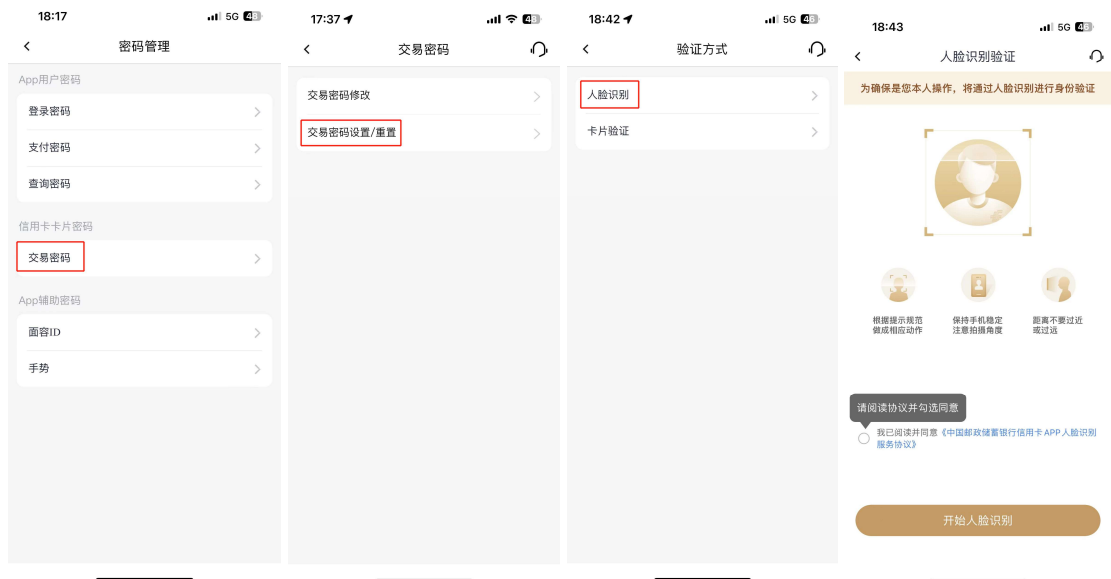 18:17
5G 48
密码管理
App用户密码
登录密码
支付密码
查询密码
信用卡卡片密码
交易密码
App辅助密码
面容ID
手势
17:37
48
交易密码
交易密码修改
交易密码设置/重置
18:42
5G 48
验证方式
人脸识别
卡片验证
18:43
5G
人脸识别验证
为确保是您本人操作，将通过人脸识别进行身份验证
根据提示规范
做成相应动作
保持手机稳定
注意拍摄角度
距离不要过近
或过远
请阅读协议并勾选同意
我已阅读并同意《中国邮政储蓄银行信用卡APP人脸识别
服务协议》
开始人脸识别